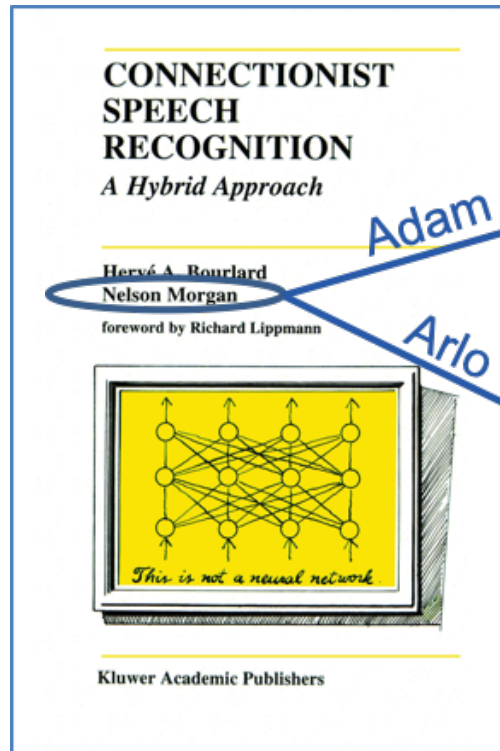 CONNECTIONIST
SPEECH
RECOGNITION
A Hybrid Approach
Adam
Hervé A. Bourlard
Nelson Morgan
foreword by Richard Lippmann
Arlo
This is not a neural network.
Kluwer Academic Publishers